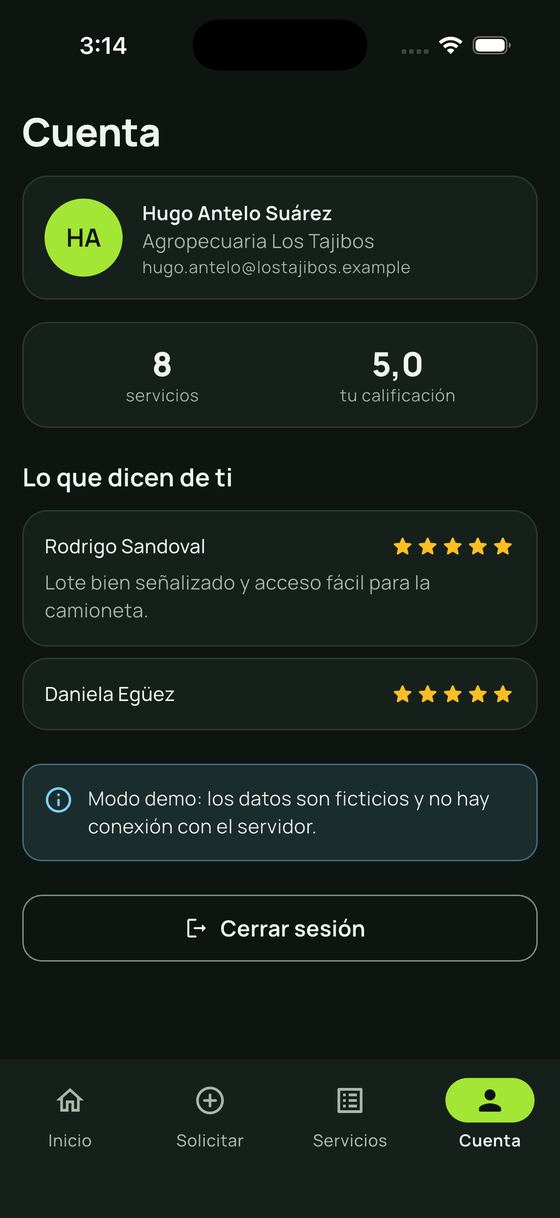 3:14
Cuenta
HA
Hugo Antelo Suárez
Agropecuaria Los Tajibos
hugo.antelo@lostajibos.example
8
servicios
5,0
tu calificación
Lo que dicen de ti
Rodrigo Sandoval
Lote bien señalizado y acceso fácil para la
camioneta.
Daniela Egüez
Modo demo: los datos son ficticios y no hay
conexión con el servidor.
Cerrar sesión
Inicio
Solicitar
Servicios
Cuenta